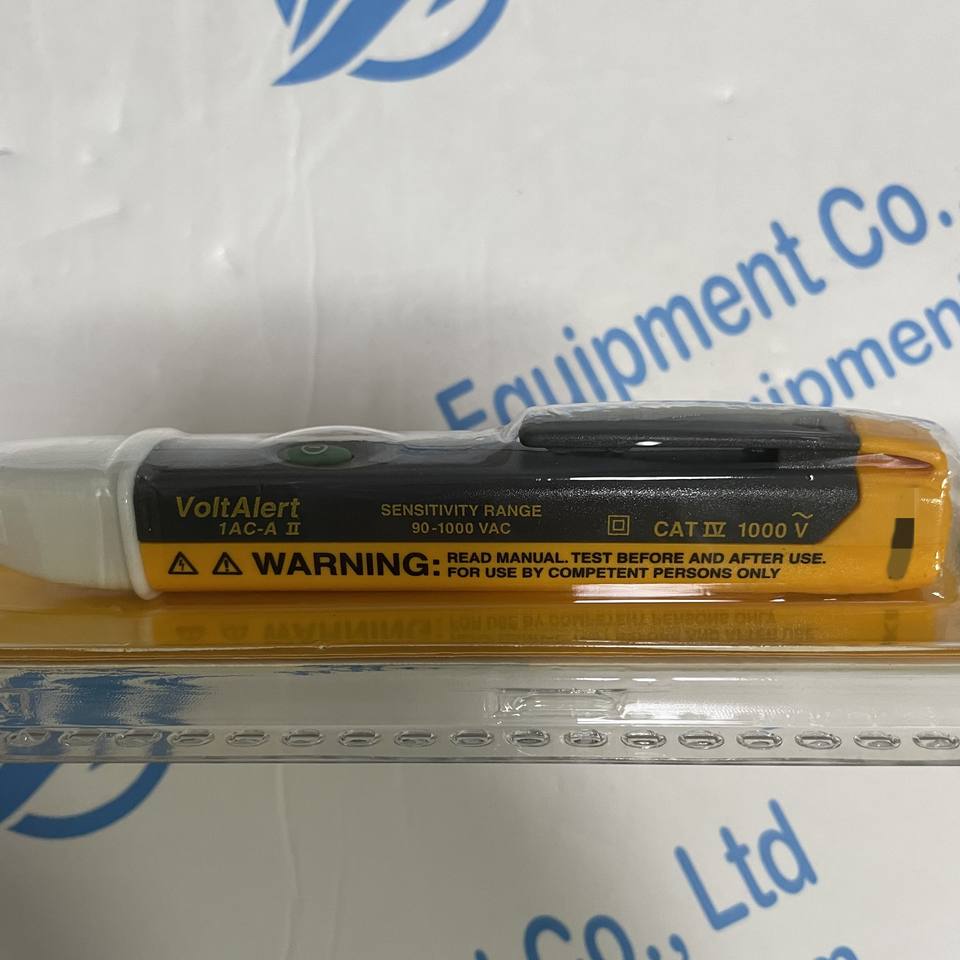 Equipment Co.,
quipment
VoltAlert
1AC-A II
SENSITIVITY RANGE
90-1000 VAC
CAT IV 1000 V
WARNING: READ MANUAL. TEST BEFORE AND AFTER USE.
FOR USE BY COMPETENT PERSONS ONLY
Co., Ltd